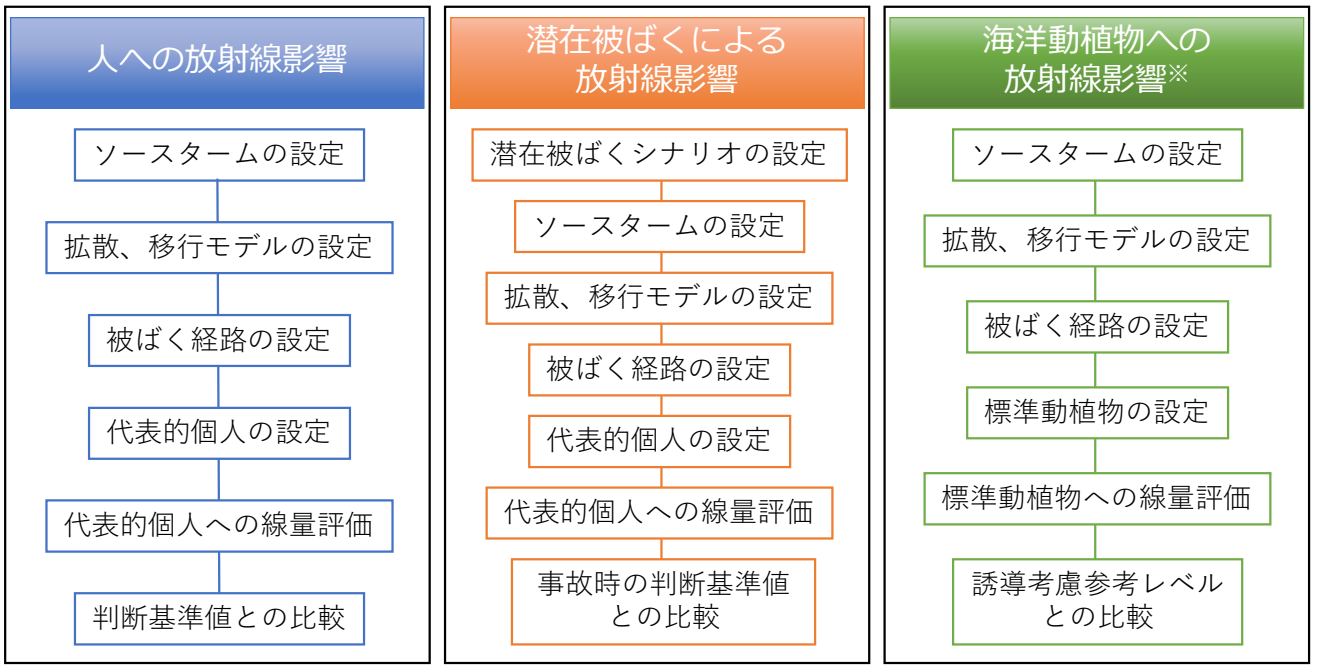 人への放射線影響
ソースタームの設定
拡散、移行モデルの設定
被ばく経路の設定
代表的個人の設定
代表的個人への線量評価
判断基準値との比較
潜在被ばくによる
放射線影響
潜在被ばくシナリオの設定
ソースタームの設定
拡散、移行モデルの設定
被ばく経路の設定
代表的個人の設定
代表的個人への線量評価
事故時の判断基準値
との比較
海洋動植物への
放射線影響※
ソースタームの設定
拡散、移行モデルの設定
被ばく経路の設定
標準動植物の設定
標準動植物への線量評価
誘導考慮参考レベル
との比較